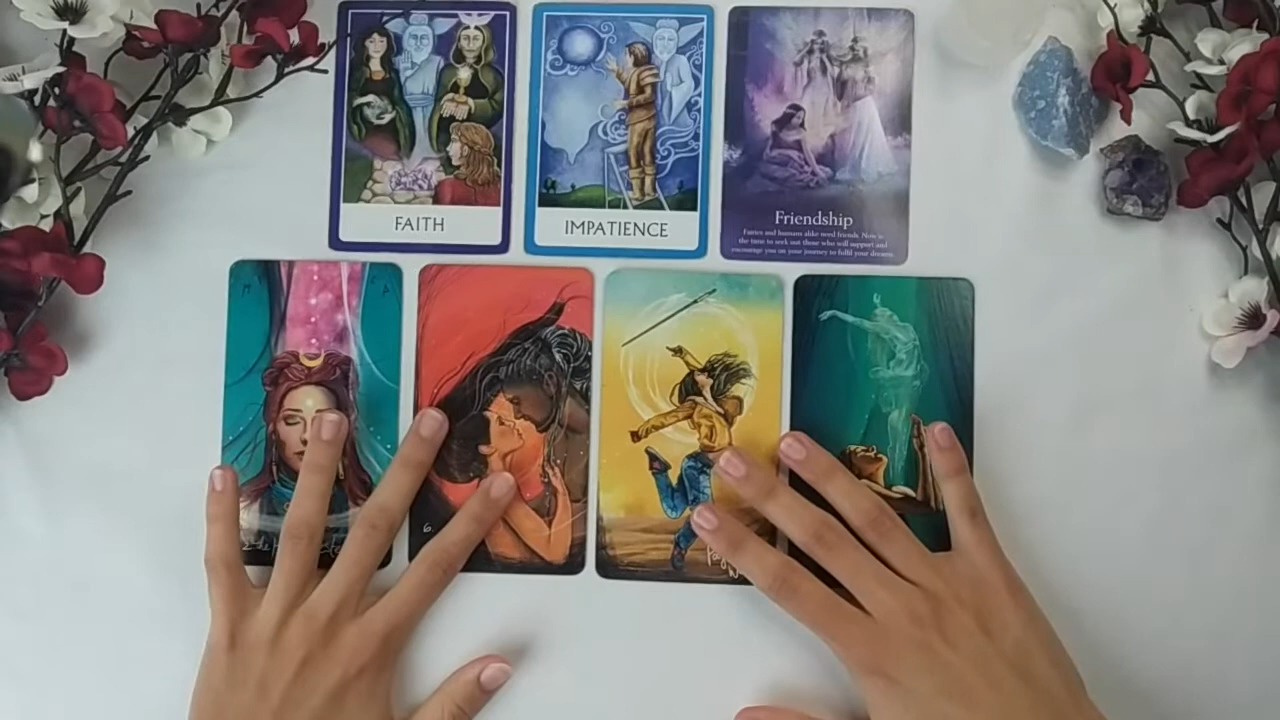 FAITH
IMPATIENCE
Friendship
Fairies and humans alike need friends. Now is
the time to seek out those who will support and
encourage you on your journey to fulfil your dreams.
6.